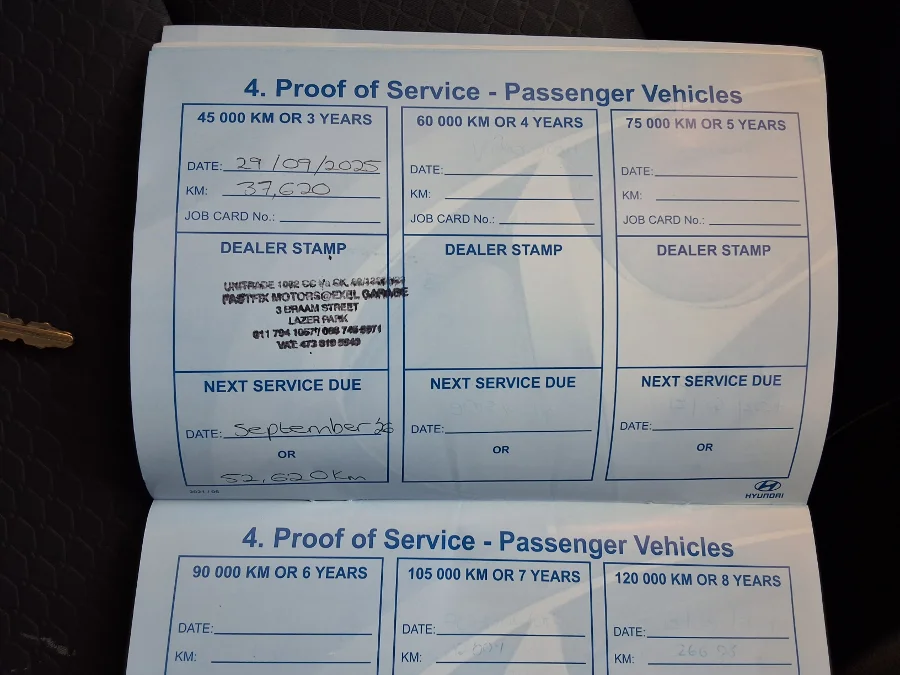 4. Proof of Service - Passenger Vehicles
45 000 KM OR 3 YEARS
DATE: 29/09/2025
KM: 37,620
JOB CARD No.:
DEALER STAMP
FASTFIX MOTORS@EXEL GARAGE
3 BRAAM STREET
LAZER PARK
NEXT SERVICE DUE
DATE: September '26
OR
52,620Km
60 000 KM OR 4 YEARS
DATE:
KM:
JOB CARD No.:
DEALER STAMP
NEXT SERVICE DUE
DATE:
OR
75 000 KM OR 5 YEARS
DATE:
KM:
JOB CARD No.:
DEALER STAMP
NEXT SERVICE DUE
DATE:
OR
HYUNDAI
4. Proof of Service - Passenger Vehicles
90 000 KM OR 6 YEARS
DATE:
KM:
105 000 KM OR 7 YEARS
DATE:
KM:
120 000 KM OR 8 YEARS
DATE:
KM: